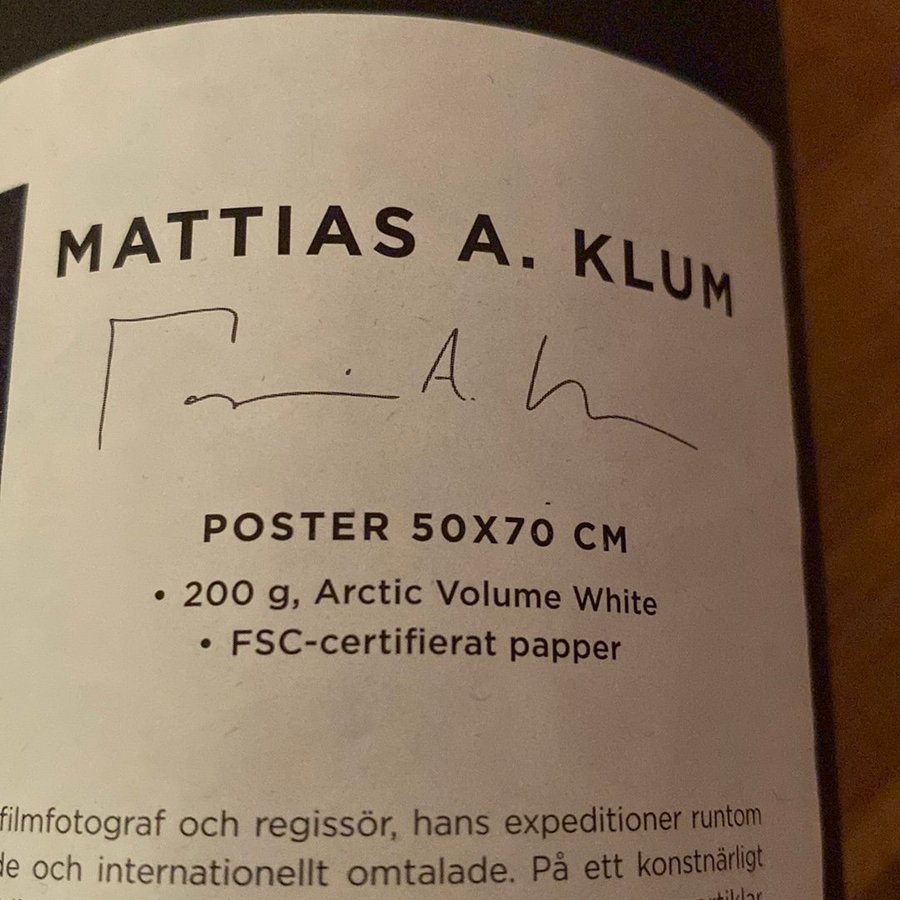 MATTIAS A. KLUM
A.
POSTER 50X70 CM
• 200 g, Arctic Volume White
• FSC-certifierat papper
filmfotograf och regissör, hans expeditioner runtom
de och internationellt omtalade. På ett konstnärligt